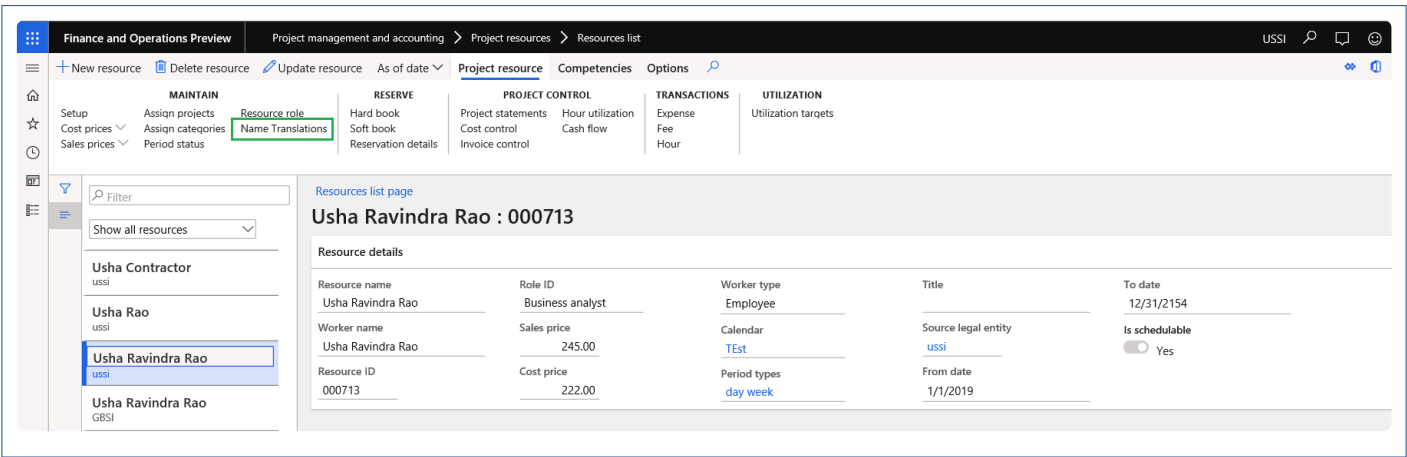 Finance and Operations Preview Project management and accounting Project resources Resources list USSI
New resource Delete resource Update resource As of date Project resource Competencies Options
MAINTAIN RESERVE PROJECT CONTROL TRANSACTIONS UTILIZATION
Setup Assign projects Resource role Hard book Project statements Hour utilization Expense Utilization targets
Cost prices Assign categories Name Translations Soft book Cost control Cash flow Fee
Sales prices Period status Reservation details Invoice control Hour
Filter
Show all resources
Usha Contractor
ussi
Usha Rao
ussi
Usha Ravindra Rao
ussi
Usha Ravindra Rao
GBSI
Resources list page
Usha Ravindra Rao : 000713
Resource details
Resource name Role ID Worker type Title To date
Usha Ravindra Rao Business analyst Employee 12/31/2154
Worker name Sales price Calendar Source legal entity Is schedulable
Usha Ravindra Rao 245.00 TEst ussi Yes
Resource ID Cost price Period types From date
000713 222.00 day week 1/1/2019